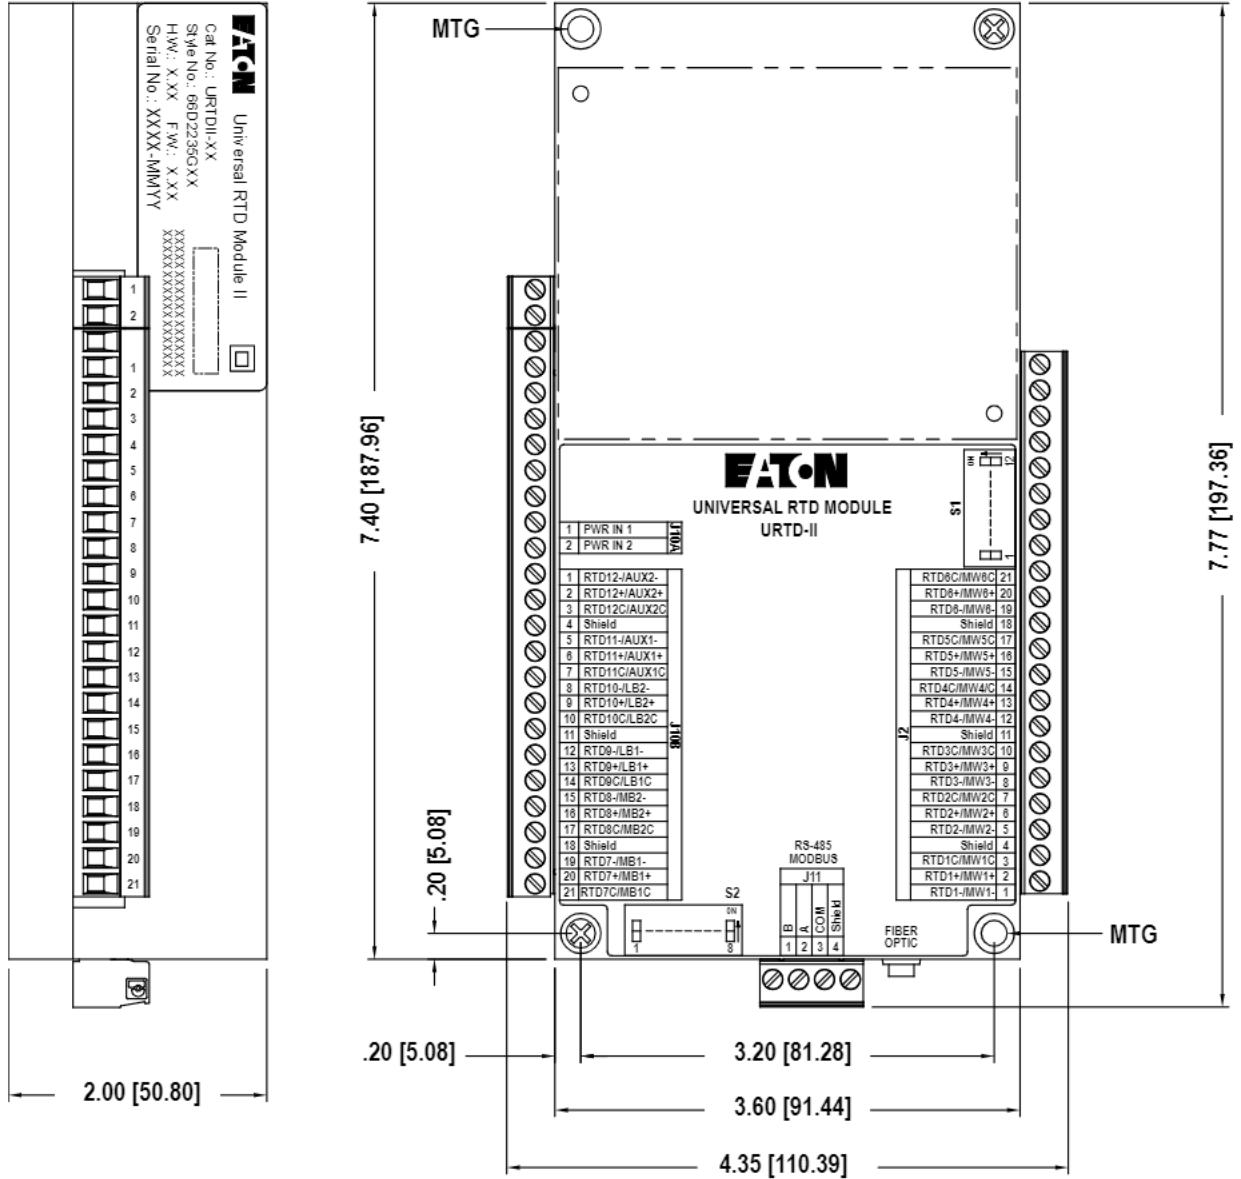 EATON Universal RTD Module II
Cat No.: URTDII-XX
Style No.: 66D2235GXX
H.W.: X.XX F.W.: X.XX
Serial No.: XXXX-MMYY
1
2
1
2
3
4
5
6
7
8
9
10
11
12
13
14
15
16
17
18
19
20
21
2.00 [50.80]
MTG
7.40 [187.96]
.20 [5.08]
EATON
UNIVERSAL RTD MODULE
URTD-II
S1
NO
12
1
J10A
1 PWR IN 1
2 PWR IN 2
J10B
1 RTD12-/AUX2-
2 RTD12+/AUX2+
3 RTD12C/AUX2C
4 Shield
5 RTD11-/AUX1-
6 RTD11+/AUX1+
7 RTD11C/AUX1C
8 RTD10-/LB2-
9 RTD10+/LB2+
10 RTD10C/LB2C
11 Shield
12 RTD9-/LB1-
13 RTD9+/LB1+
14 RTD9C/LB1C
15 RTD8-/MB2-
16 RTD8+/MB2+
17 RTD8C/MB2C
18 Shield
19 RTD7-/MB1-
20 RTD7+/MB1+
21 RTD7C/MB1C
J2
RTD6C/MW6C 21
RTD6+/MW6+ 20
RTD6-/MW6- 19
Shield 18
RTD5C/MW5C 17
RTD5+/MW5+ 16
RTD5-/MW5- 15
RTD4C/MW4/C 14
RTD4+/MW4+ 13
RTD4-/MW4- 12
Shield 11
RTD3C/MW3C 10
RTD3+/MW3+ 9
RTD3-/MW3- 8
RTD2C/MW2C 7
RTD2+/MW2+ 6
RTD2-/MW2- 5
Shield 4
RTD1C/MW1C 3
RTD1+/MW1+ 2
RTD1-/MW1- 1
S2
ON
1 8
RS-485
MODBUS
J11
B A COM Shield
1 2 3 4
FIBER
OPTIC
MTG
7.77 [197.36]
.20 [5.08]
3.20 [81.28]
3.60 [91.44]
4.35 [110.39]